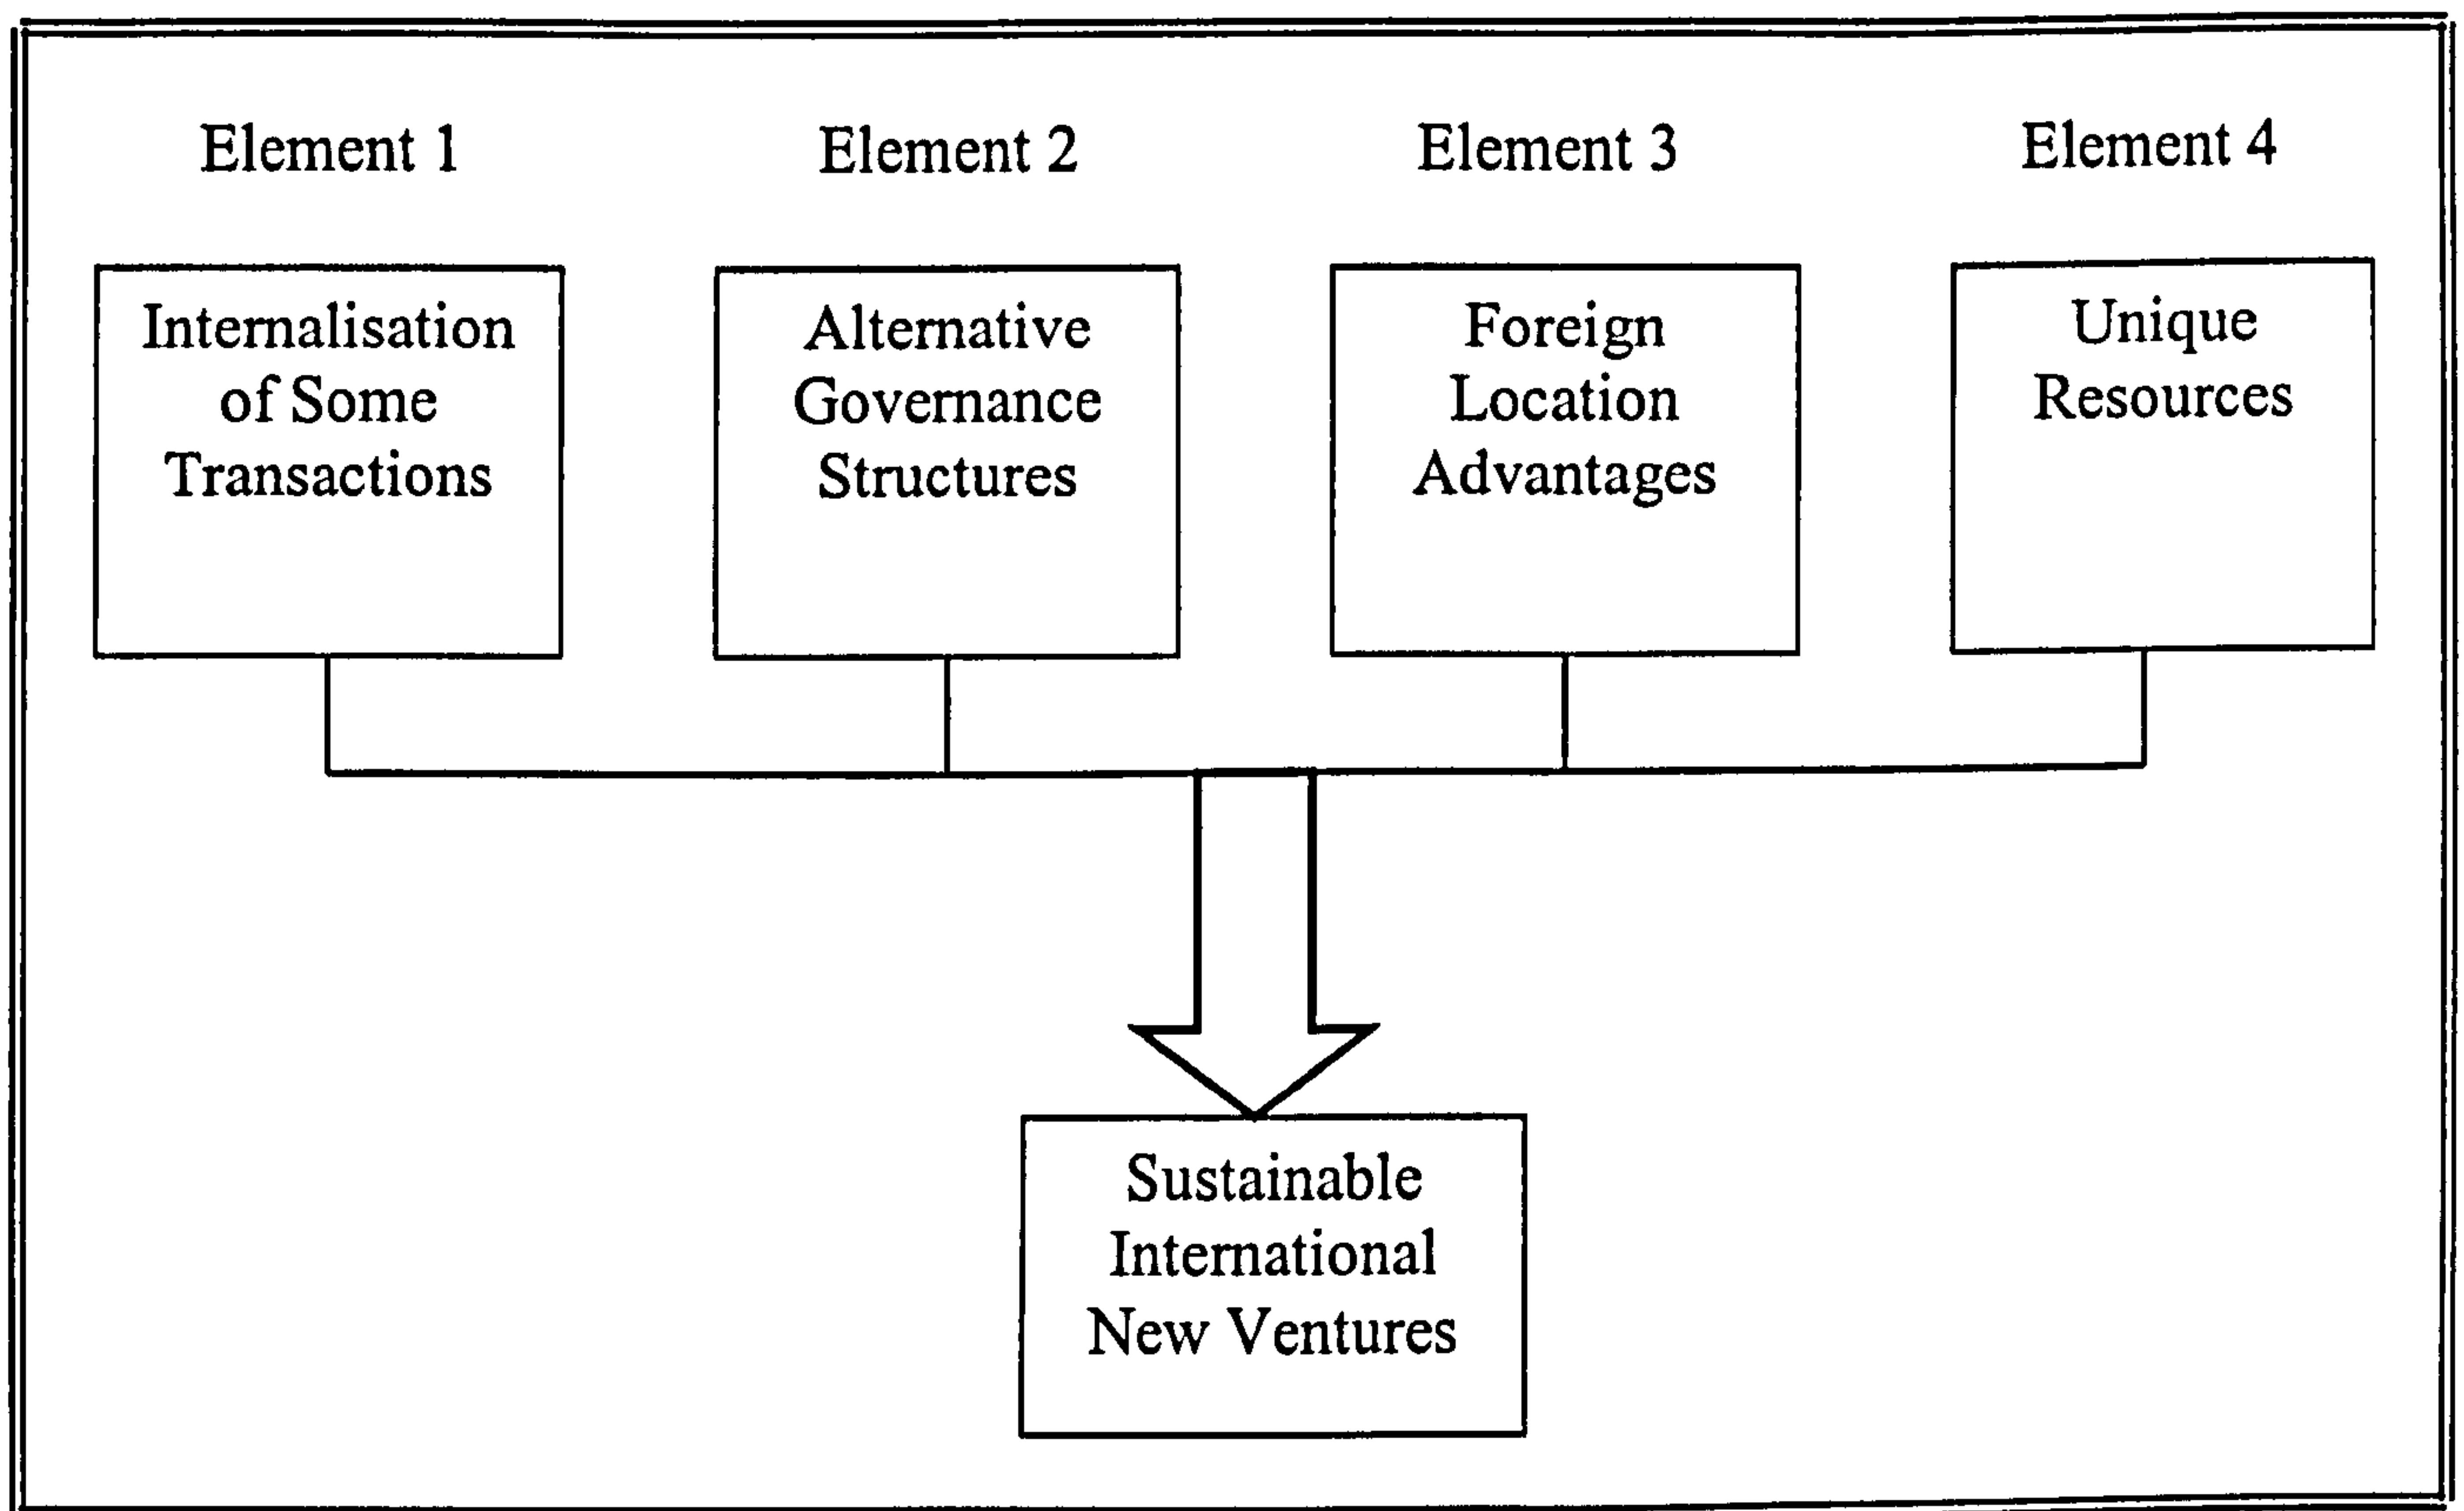 Element 1
Element 2
Element 3
Element 4
Internalisation
of Some
Transactions
Alternative
Governance
Structures
Foreign
Location
Advantages
Unique
Resources
Sustainable
International
New Ventures